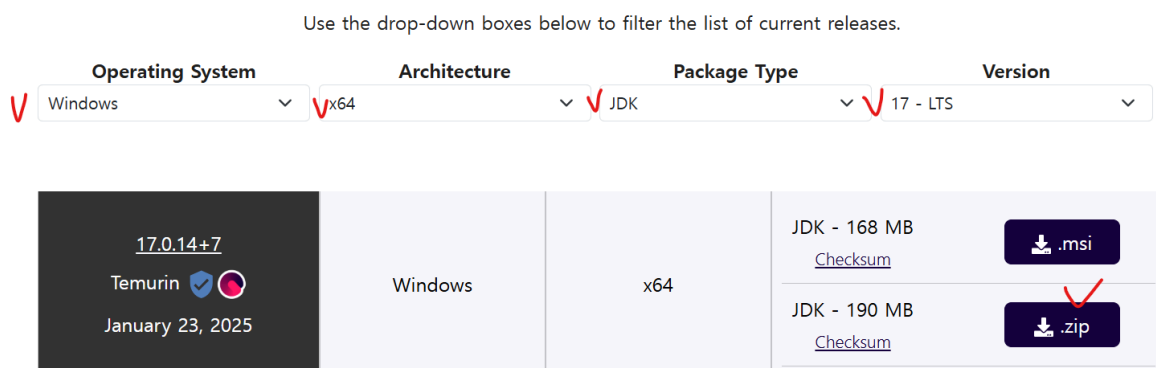 Use the drop-down boxes below to filter the list of current releases.
Operating System Architecture Package Type Version
Windows x64 JDK 17 - LTS
17.0.14+7
Temurin
January 23, 2025
Windows
x64
JDK - 168 MB
Checksum
.msi
JDK - 190 MB
Checksum
.zip